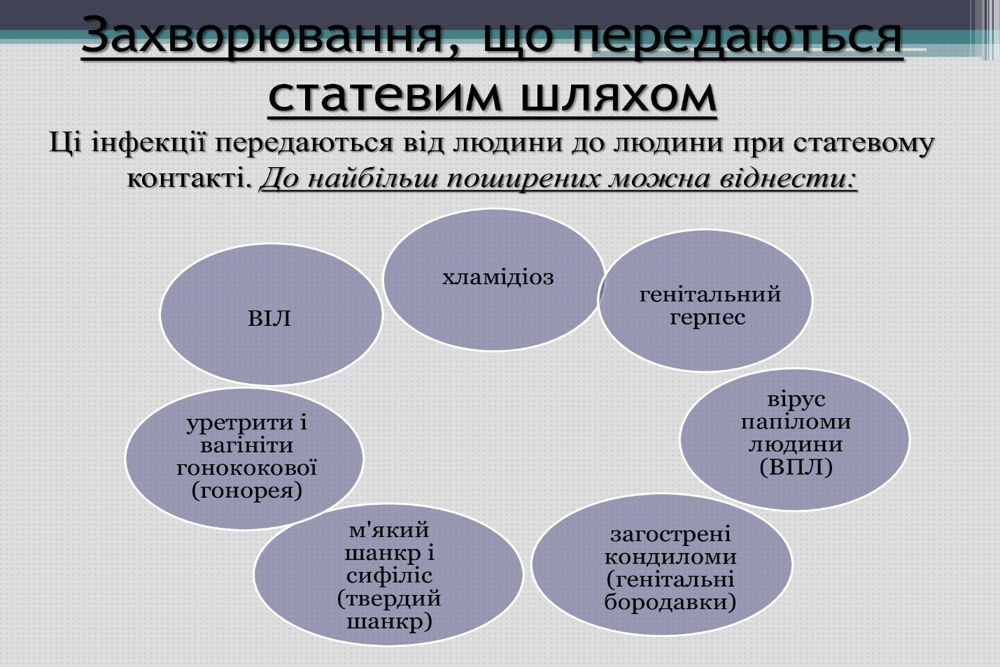 Захворювання, що передаються
статевим шляхом
Ці інфекції передаються від людини до людини при статевому
контакті. До найбільш поширених можна віднести:
хламідіоз
генітальний
герпес
вірус
папіломи
людини
(ВПЛ)
загострені
кондиломи
(генітальні
бородавки)
м'який
шанкр і
сифіліс
(твердий
шанкр)
уретрити і
вагініти
гонококової
(гонорея)
ВІЛ